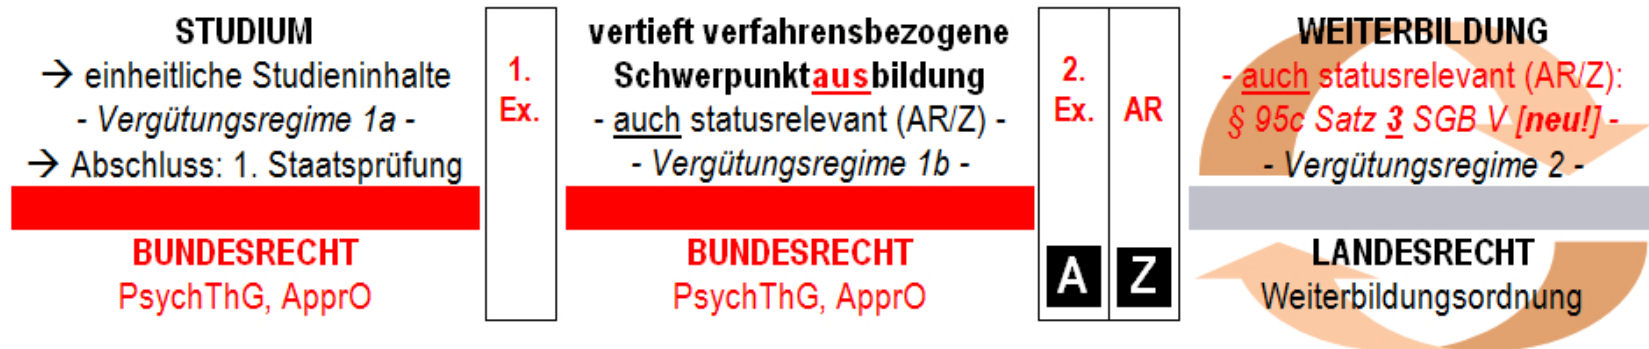 STUDIUM
→ einheitliche Studieninhalte
- Vergütungsregime 1a -
→ Abschluss: 1. Staatsprüfung
BUNDESRECHT
PsychThG, ApprO
1.
Ex.
vertieft verfahrensbezogene
Schwerpunktausbildung
- auch statusrelevant (AR/Z) -
- Vergütungsregime 1b -
BUNDESRECHT
PsychThG, ApprO
2.
Ex.
A
AR
Z
WEITERBILDUNG
- auch statusrelevant (AR/Z):
§ 95c Satz 3 SGB V [neu!] -
- Vergütungsregime 2 -
LANDESRECHT
Weiterbildungsordnung